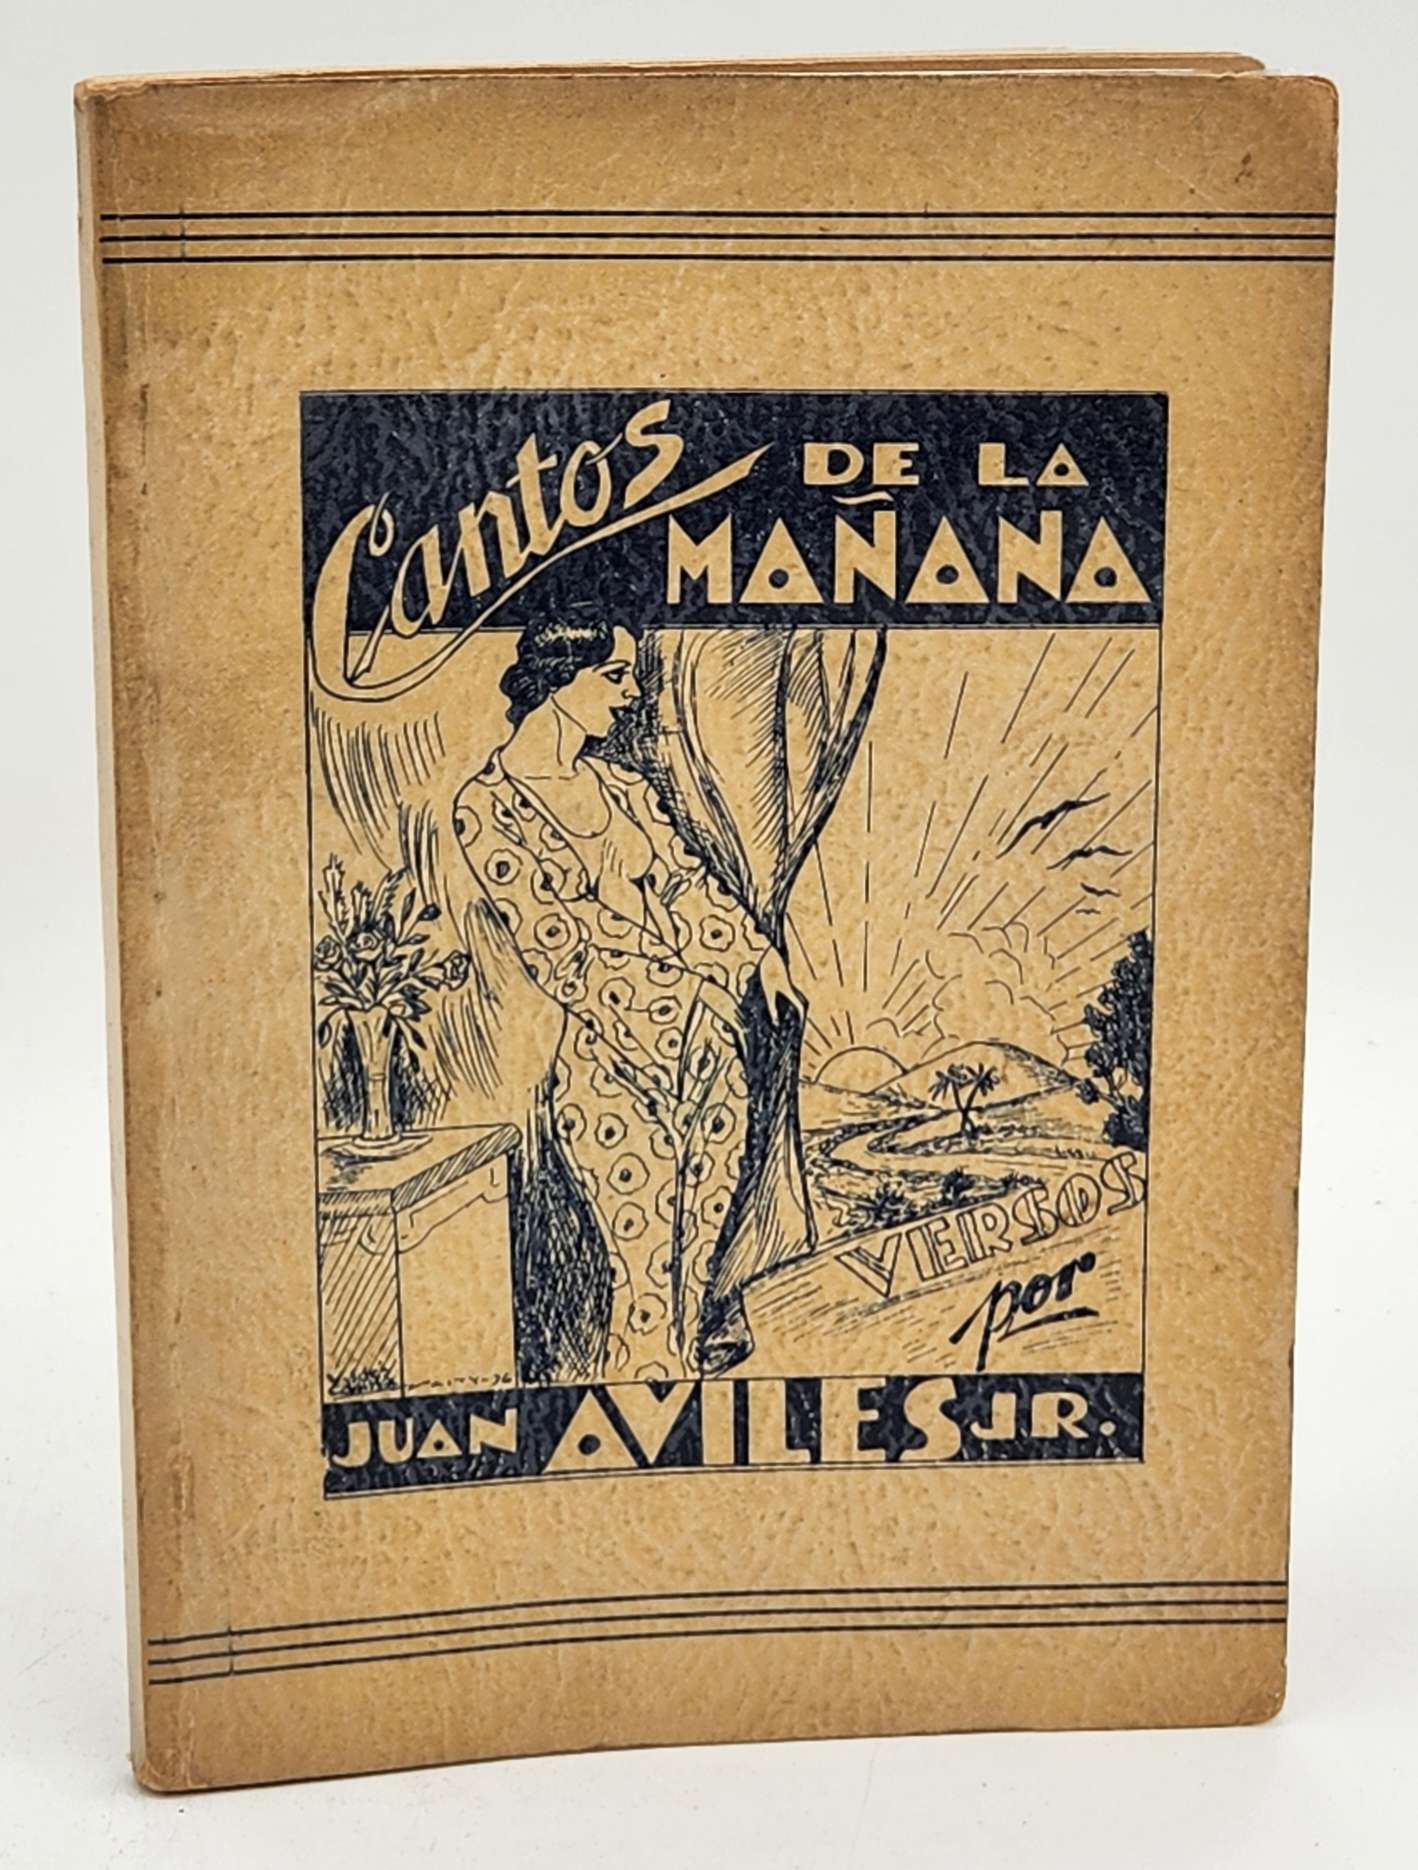 Cantos DE LA
MAÑANA
VERSOS
por
JUAN AVILES JR.